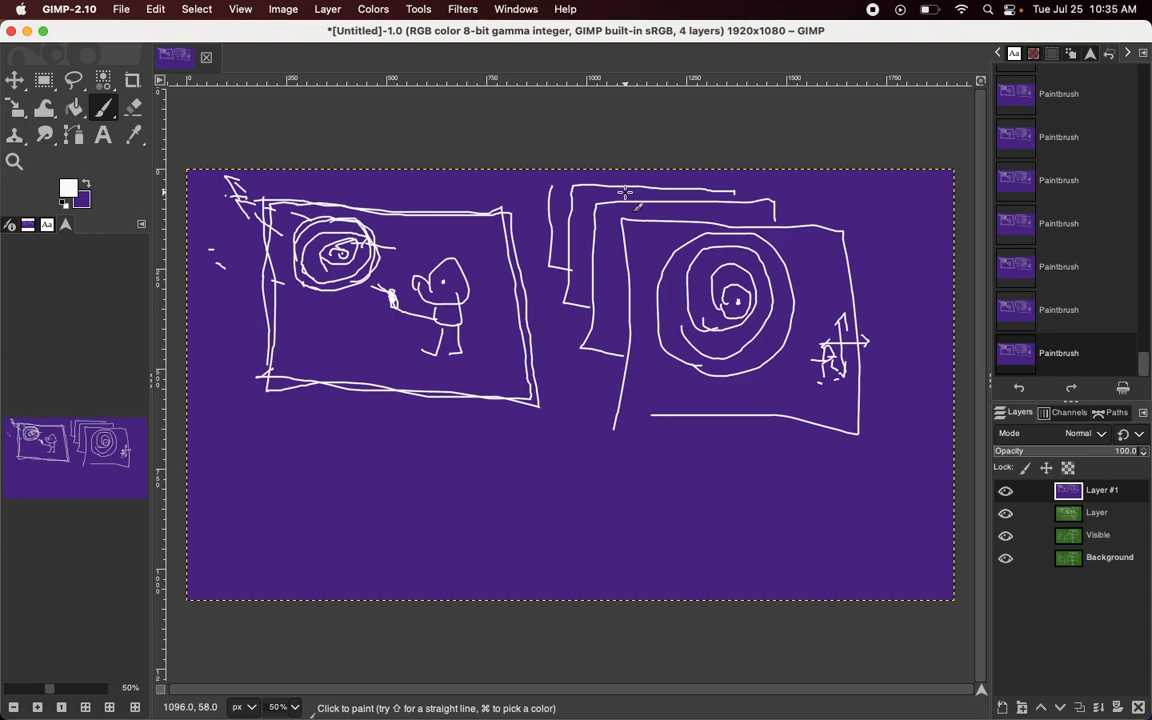 GIMP-2.10 File Edit Select View Image Layer Colors Tools Filters Windows Help Tue Jul 25 10:35 AM
*[Untitled]-1.0 (RGB color 8-bit gamma integer, GIMP built-in sRGB, 4 layers) 1920x1080 – GIMP
0 250 500 750 1000 1250 1500 1750
Paintbrush
Paintbrush
Paintbrush
Paintbrush
Paintbrush
Paintbrush
Paintbrush
Layers Channels Paths
Mode Normal
Opacity 100.0
Lock:
Layer #1
Layer
Visible
Background
50%
1096.0, 58.0 px 50% Click to paint (try ⇧ for a straight line, ⌘ to pick a color)